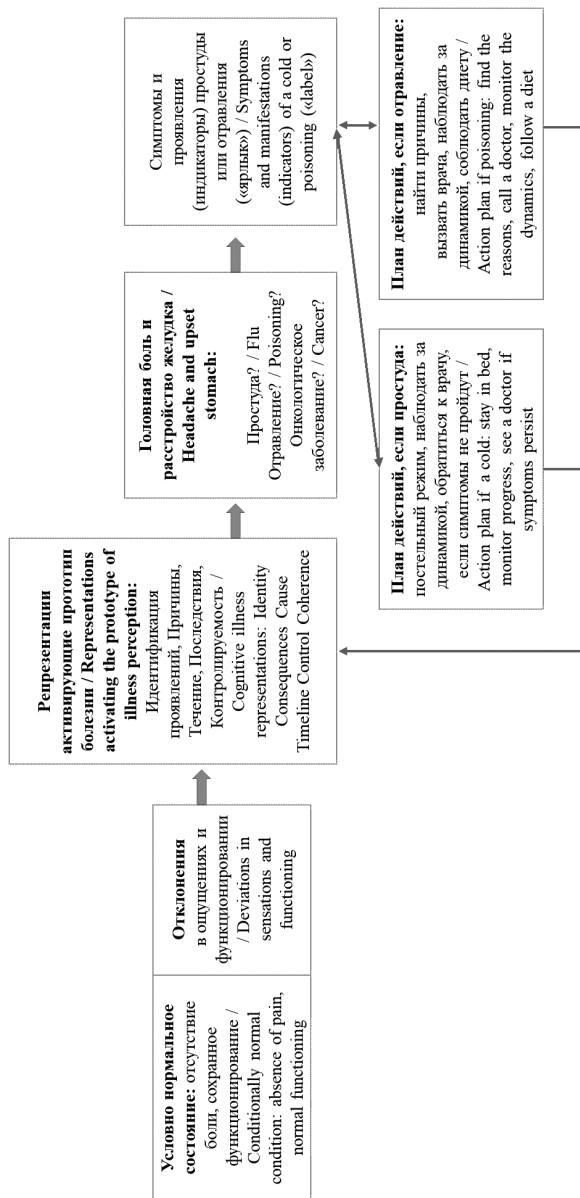 Условно нормальное
состояние: отсутствие
боли, сохранное
функционирование /
Conditionally normal
condition: absence of pain,
normal functioning
Отклонения
в ощущениях и
функционировании
/ Deviations in
sensations and
functioning
Репрезентации
активирующие прототип
болезни / Representations
activating the prototype of
illness perception:
Идентификация
проявлений, Причины,
Течение, Последствия,
Контролируемость /
Cognitive illness
representations: Identity
Consequences Cause
Timeline Control Coherence
Головная боль и
расстройство желудка /
Headache and upset
stomach:
Простуда? / Flu
Отравление? / Poisoning?
Онкологическое
заболевание? / Cancer?
Симптомы и
проявления
(индикаторы) простуды
или отравления
(«ярлык») / Symptoms
and manifestations
(indicators) of a cold or
poisoning («label»)
План действий, если простуда:
постельный режим, наблюдать за
динамикой, обратиться к врачу,
если симптомы не пройдут /
Action plan if a cold: stay in bed,
monitor progress, see a doctor if
symptoms persist
План действий, если отравление:
найти причины,
вызвать врача, наблюдать за
динамикой, соблюдать диету /
Action plan if poisoning: find the
reasons, call a doctor, monitor the
dynamics, follow a diet